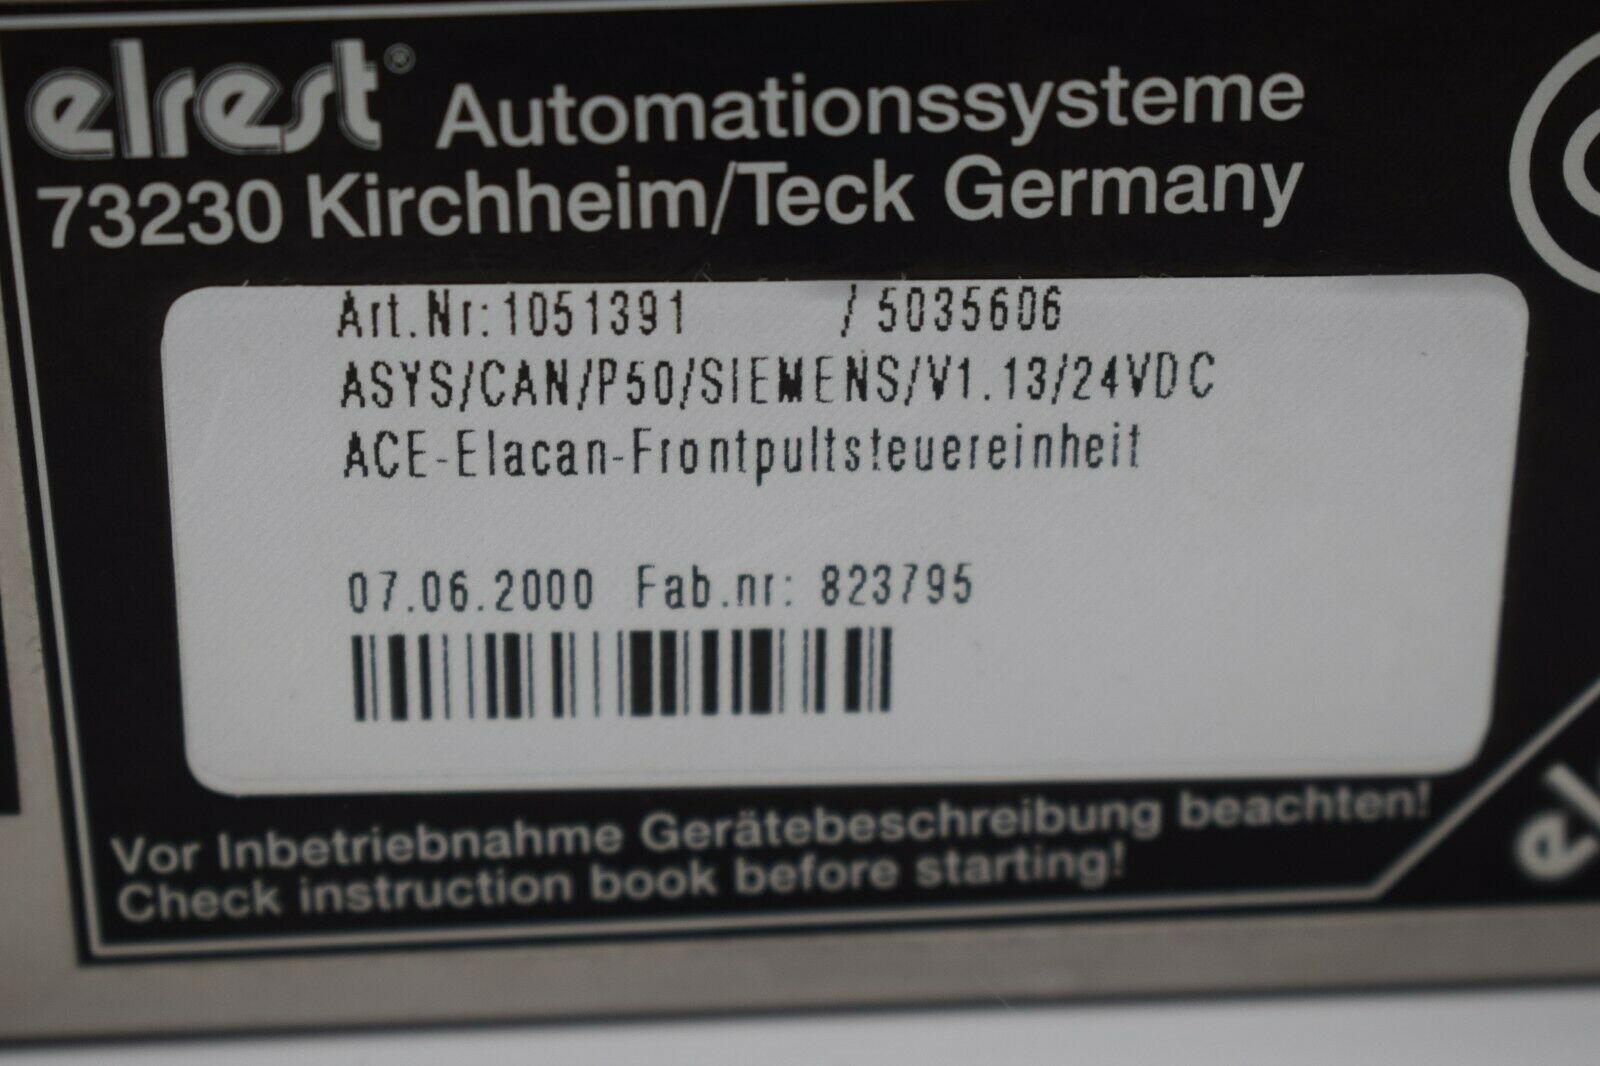 elrest® Automationssysteme
73230 Kirchheim/Teck Germany
Art.Nr:1051391 / 5035606
ASYS/CAN/P50/SIEMENS/V1.13/24VDC
ACE-Elacan-Frontpultsteuereinheit
07.06.2000 Fab.nr: 823795
Vor Inbetriebnahme Gerätebeschreibung beachten!
Check instruction book before starting!
el